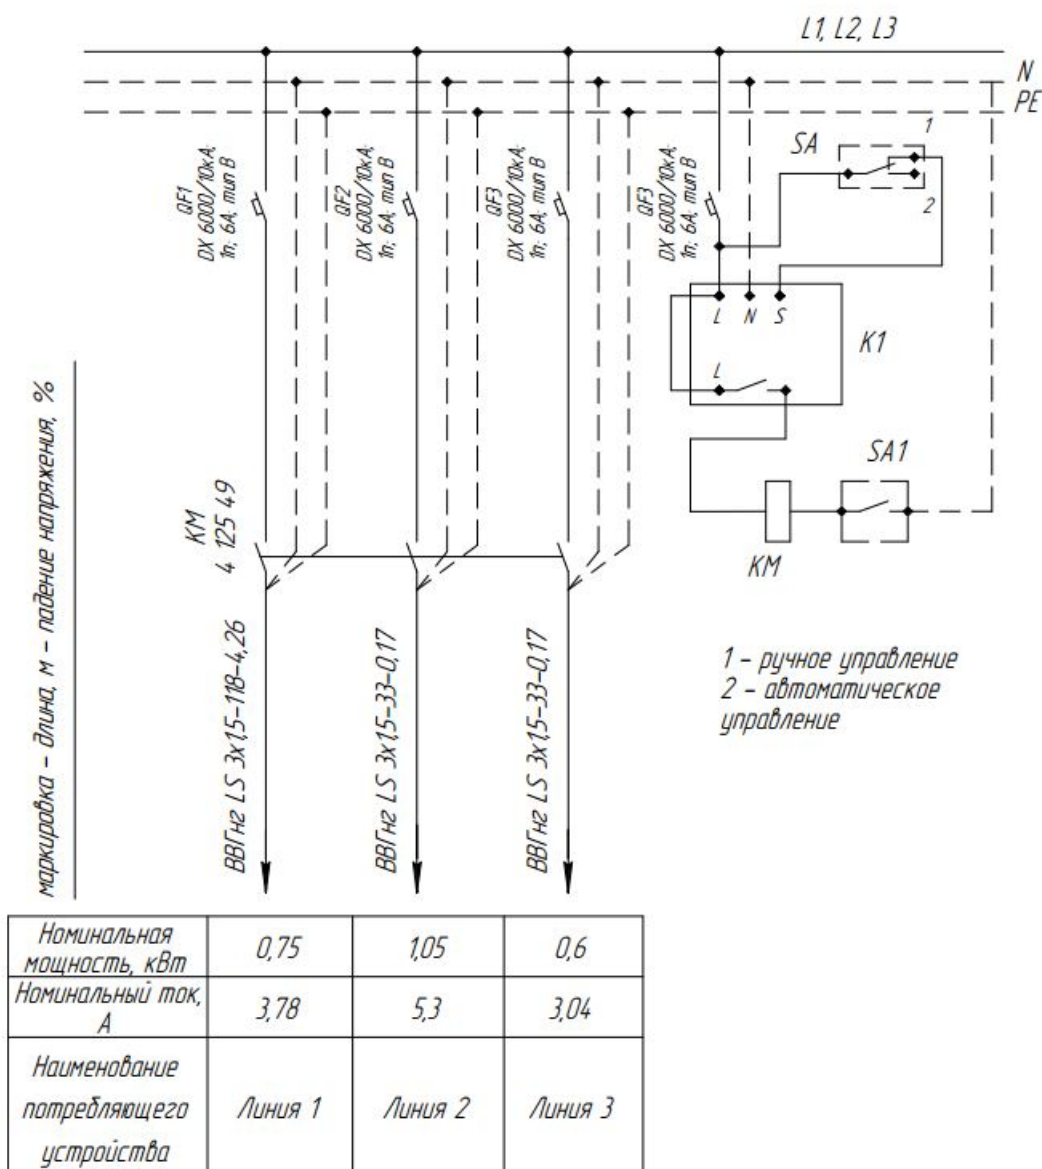 L1, L2, L3
N
PE
QF1
DX 6000/10кА,
1п, 6А, тип В
QF2
DX 6000/10кА,
1п, 6А, тип В
QF3
DX 6000/10кА,
1п, 6А, тип В
QF3
DX 6000/10кА,
1п, 6А, тип В
SA
1
2
L N S
K1
L
SA1
KM
KM
4 125 49
маркировка - длина, м - падение напряжения, %
ВВГнг LS 3х1,5-118-4,26
ВВГнг LS 3х1,5-33-0,17
ВВГнг LS 3х1,5-33-0,17
1 - ручное управление
2 - автоматическое
управление
Номинальная
мощность, кВт
0,75
1,05
0,6
Номинальный ток,
А
3,78
5,3
3,04
Наименование
потребляющего
устройства
Линия 1
Линия 2
Линия 3